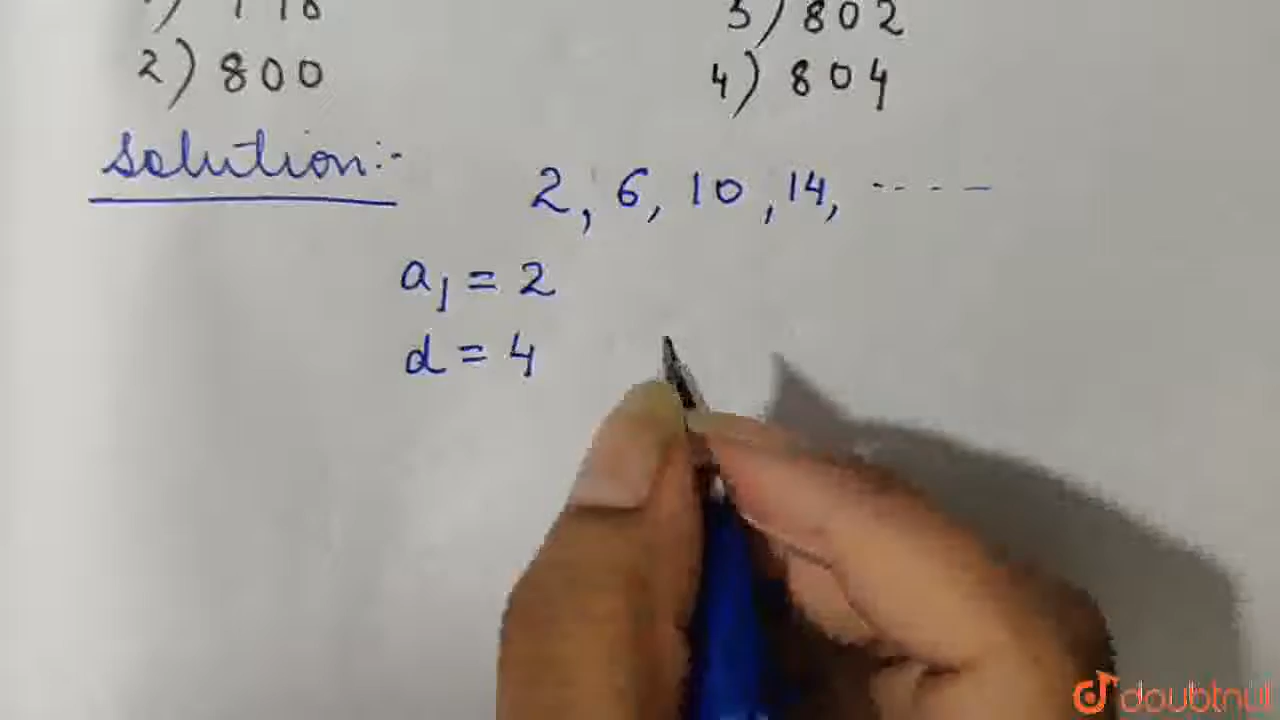 3) 802
2) 800
4) 804
Solution:-
2, 6, 10, 14, ----
a1 = 2
d = 4
doubtnut